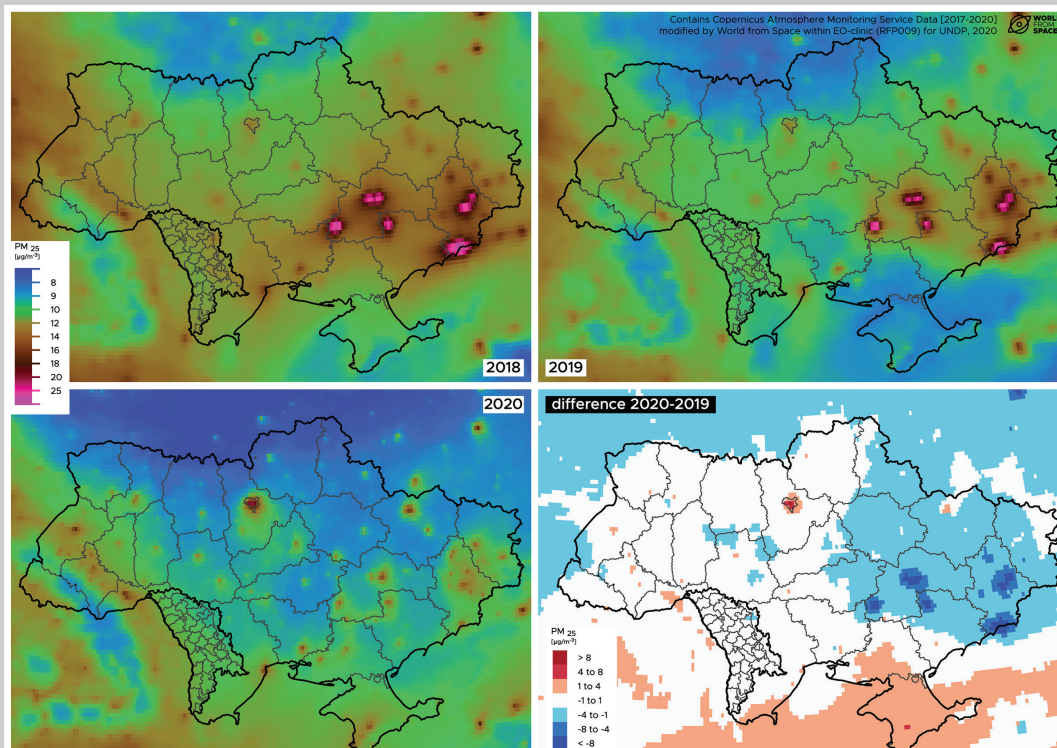 Contains Copernicus Atmosphere Monitoring Service Data [2017-2020]
modified by World from Space within EO-clinic (RFP009) for UNDP, 2020
WORLD
FROM
SPACE
PM 25
[µg/m⁻³]
8
9
10
12
14
16
18
20
25
2018
2019
2020
difference 2020-2019
PM 25
[µg/m⁻³]
> 8
4 to 8
1 to 4
-1 to 1
-4 to -1
-8 to -4
< -8